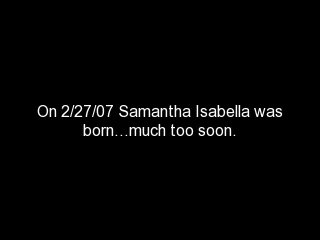 On 2/27/07 Samantha Isabella was
born…much too soon.